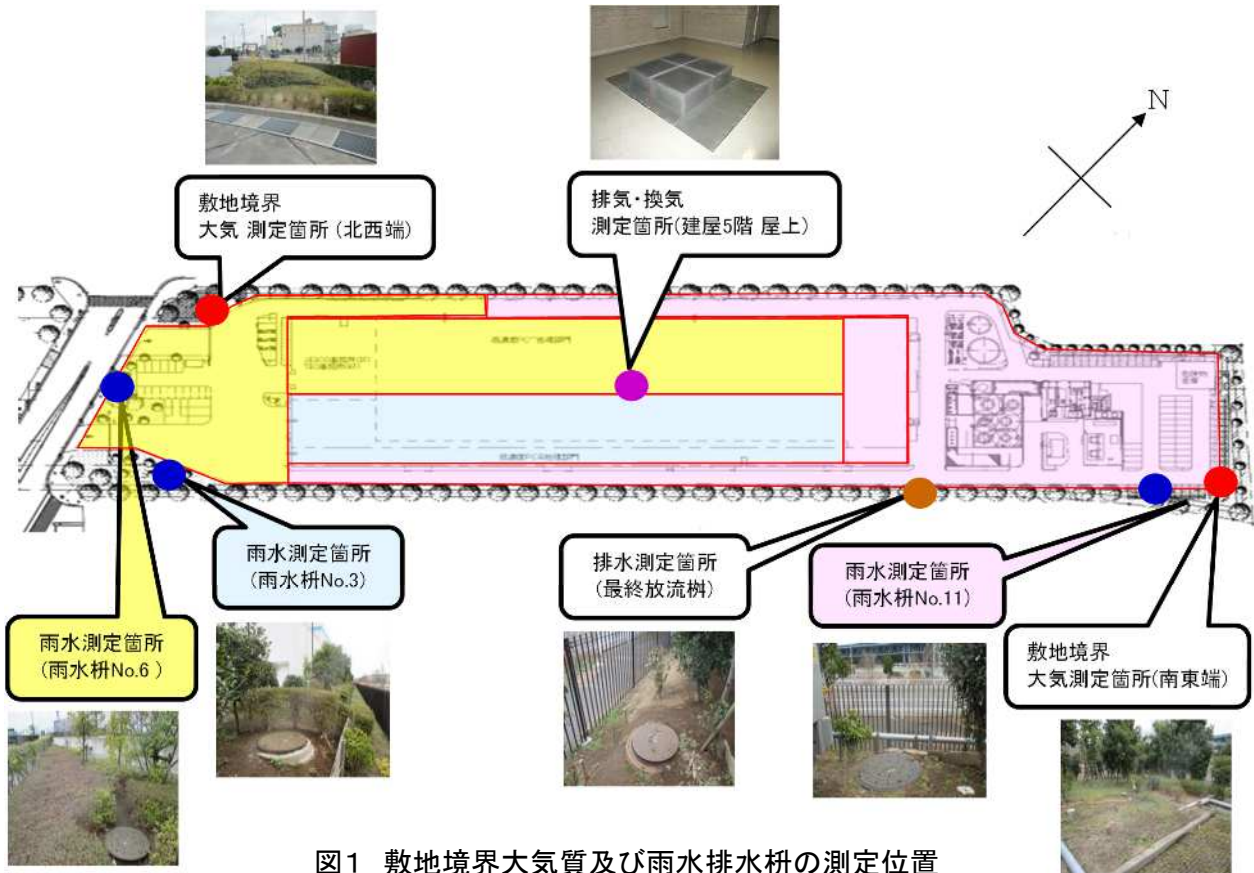 N
敷地境界
大気 測定箇所 (北西端)
排気・換気
測定箇所(建屋5階 屋上)
雨水測定箇所
(雨水枡No.3)
排水測定箇所
(最終放流桝)
雨水測定箇所
(雨水枡No.11)
雨水測定箇所
(雨水枡No.6 )
敷地境界
大気測定箇所(南東端)
図1 敷地境界大気質及び雨水排水枡の測定位置